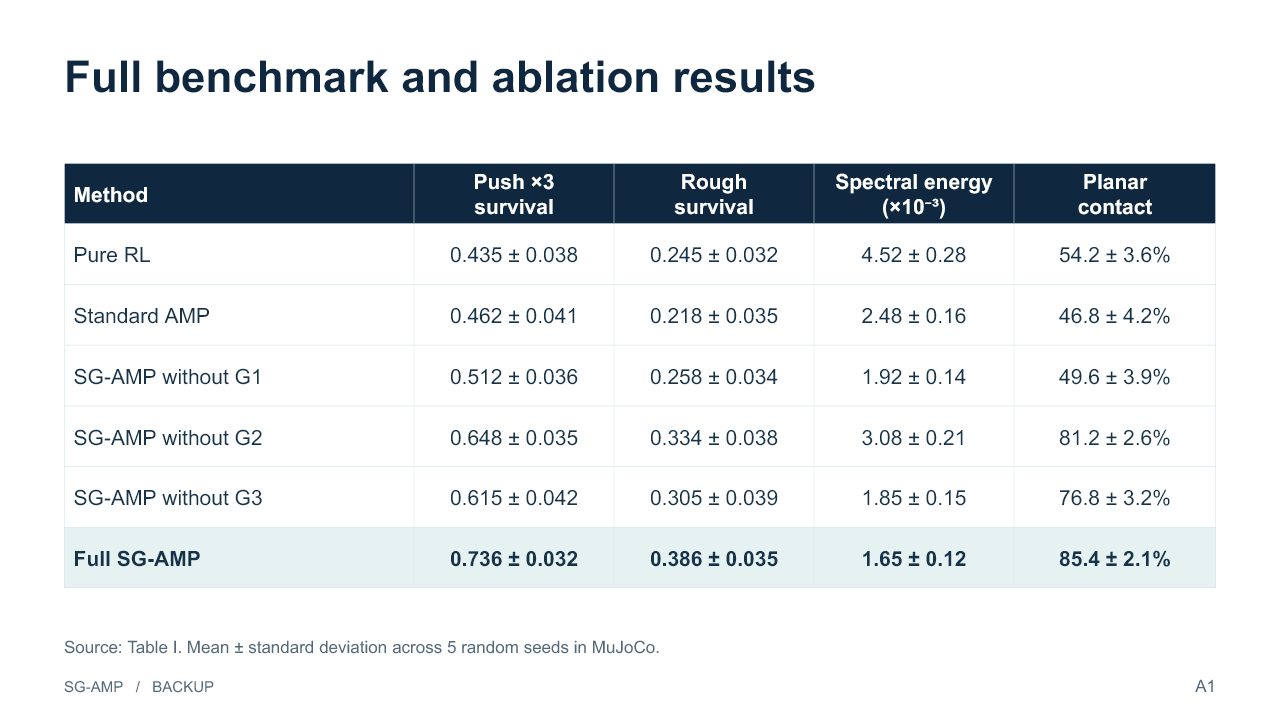 Full benchmark and ablation results
Method
Push ×3
survival
Rough
survival
Spectral energy
(×10⁻³)
Planar
contact
Pure RL 0.435 ± 0.038 0.245 ± 0.032 4.52 ± 0.28 54.2 ± 3.6%
Standard AMP 0.462 ± 0.041 0.218 ± 0.035 2.48 ± 0.16 46.8 ± 4.2%
SG-AMP without G1 0.512 ± 0.036 0.258 ± 0.034 1.92 ± 0.14 49.6 ± 3.9%
SG-AMP without G2 0.648 ± 0.035 0.334 ± 0.038 3.08 ± 0.21 81.2 ± 2.6%
SG-AMP without G3 0.615 ± 0.042 0.305 ± 0.039 1.85 ± 0.15 76.8 ± 3.2%
Full SG-AMP 0.736 ± 0.032 0.386 ± 0.035 1.65 ± 0.12 85.4 ± 2.1%
Source: Table I. Mean ± standard deviation across 5 random seeds in MuJoCo.
SG-AMP / BACKUP A1